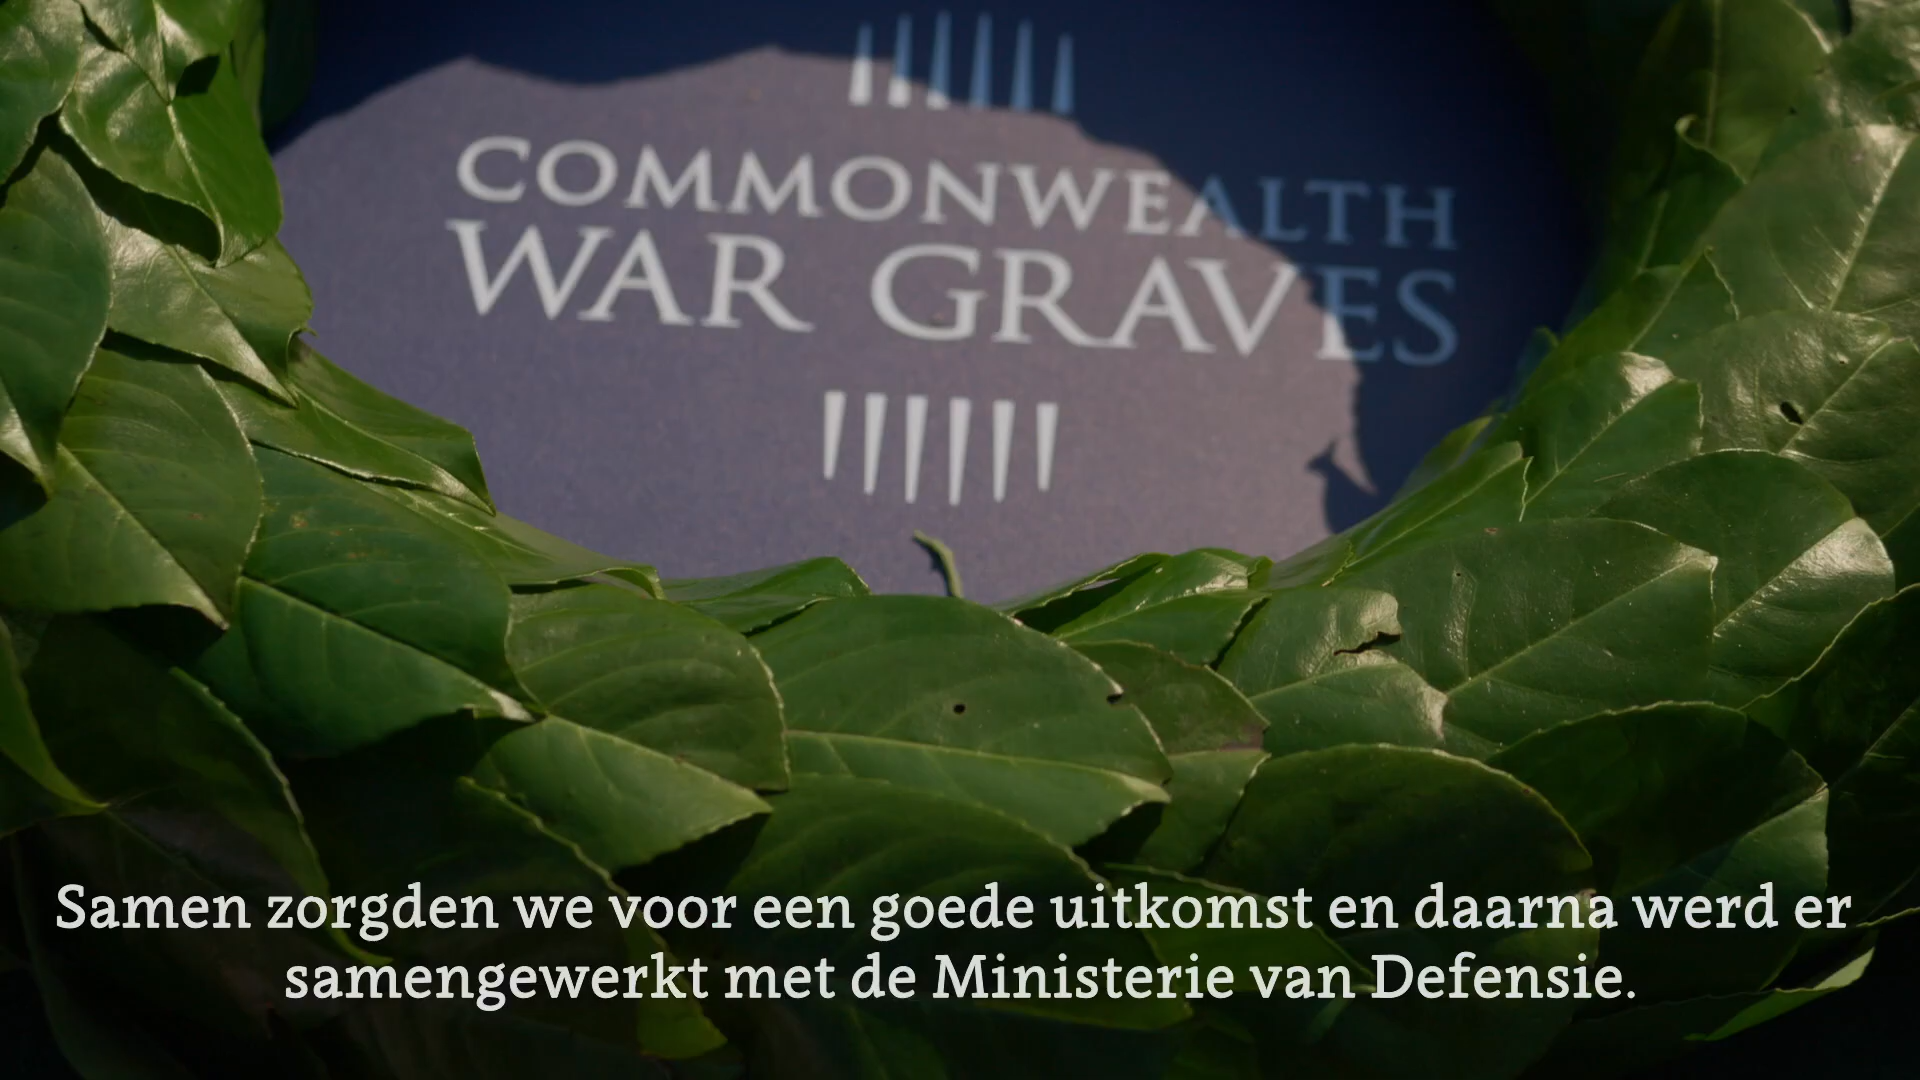 COMMONWEALTH
WAR GRAVES
Samen zorgden we voor een goede uitkomst en daarna werd er
samengewerkt met de Ministerie van Defensie.